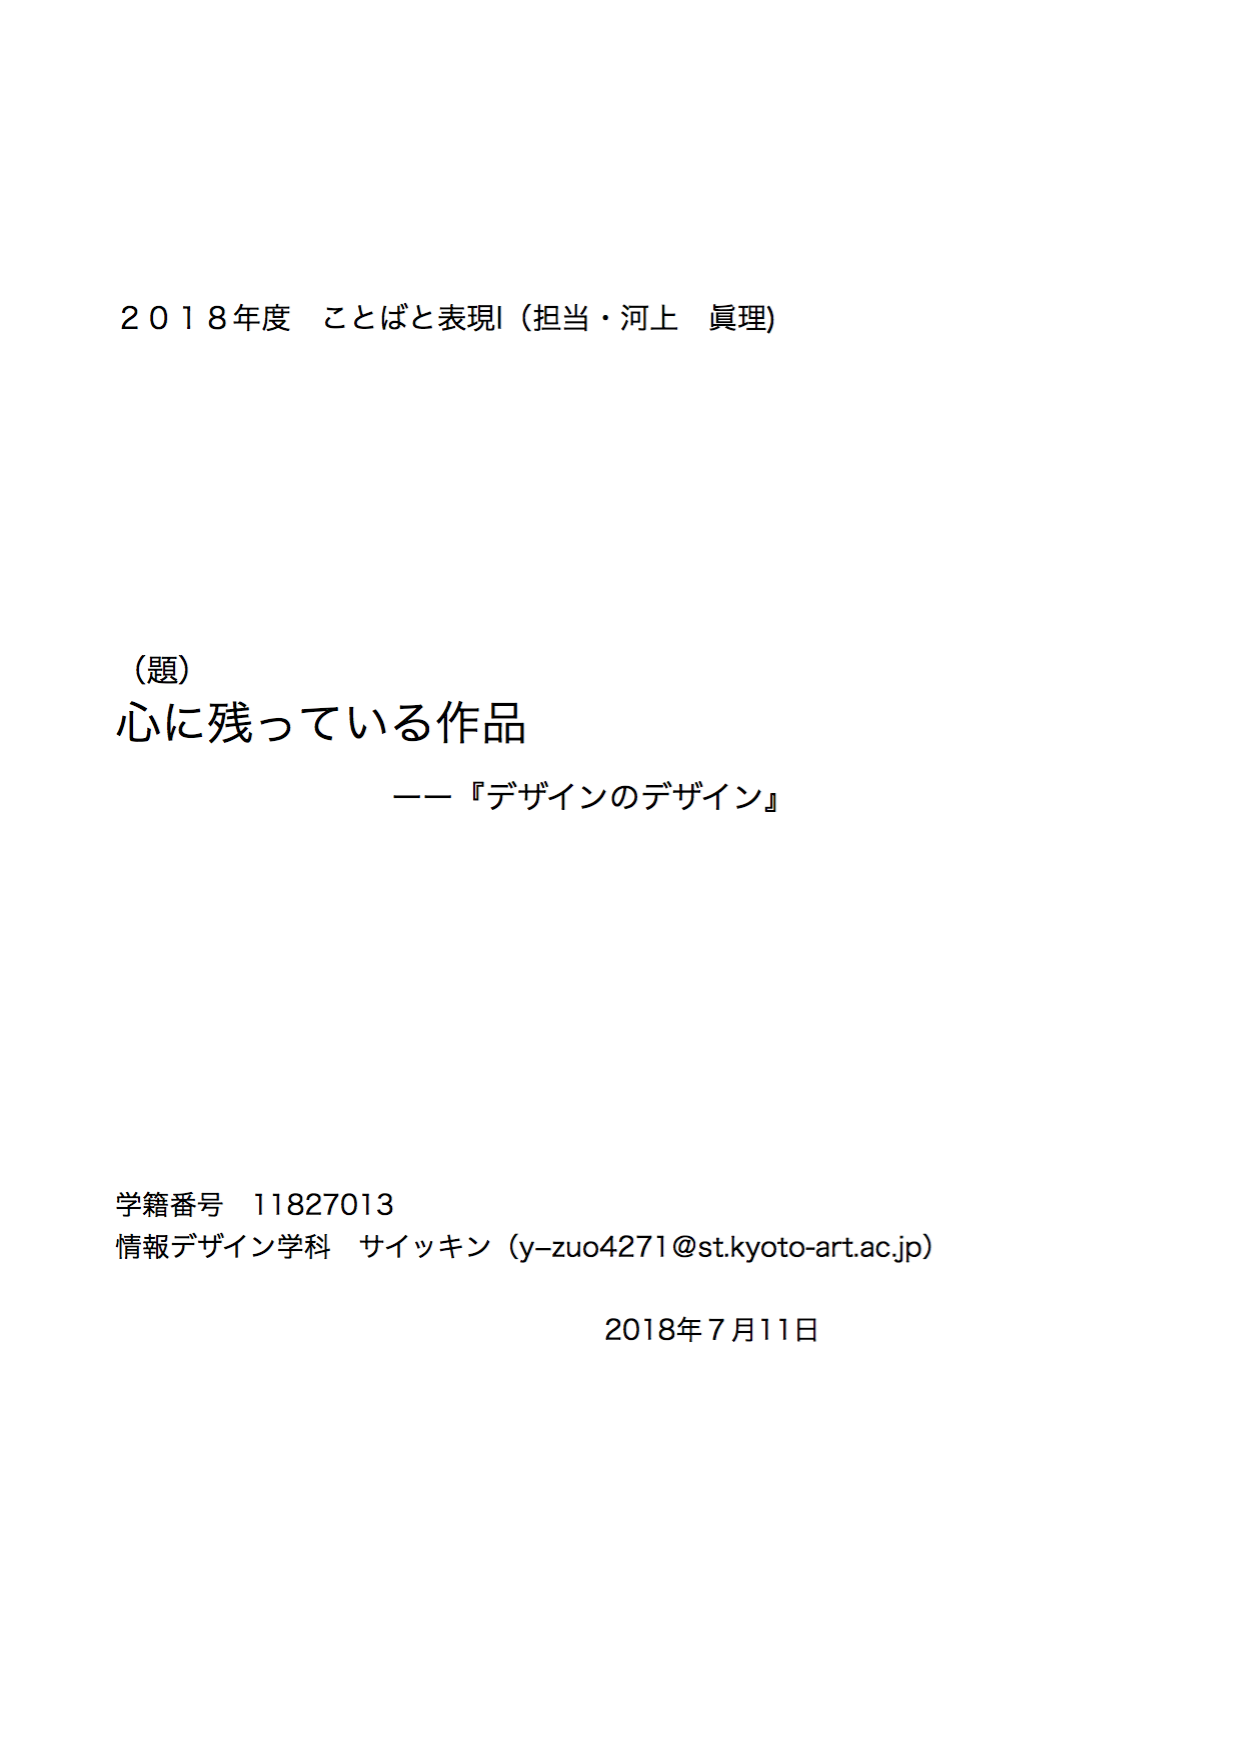 ２０１８年度　ことばと表現Ⅰ（担当・河上　眞理)
（題）
心に残っている作品
ーー『デザインのデザイン』
学籍番号　11827013
情報デザイン学科　サイッキン（y–zuo4271@st.kyoto-art.ac.jp）
2018年７月11日